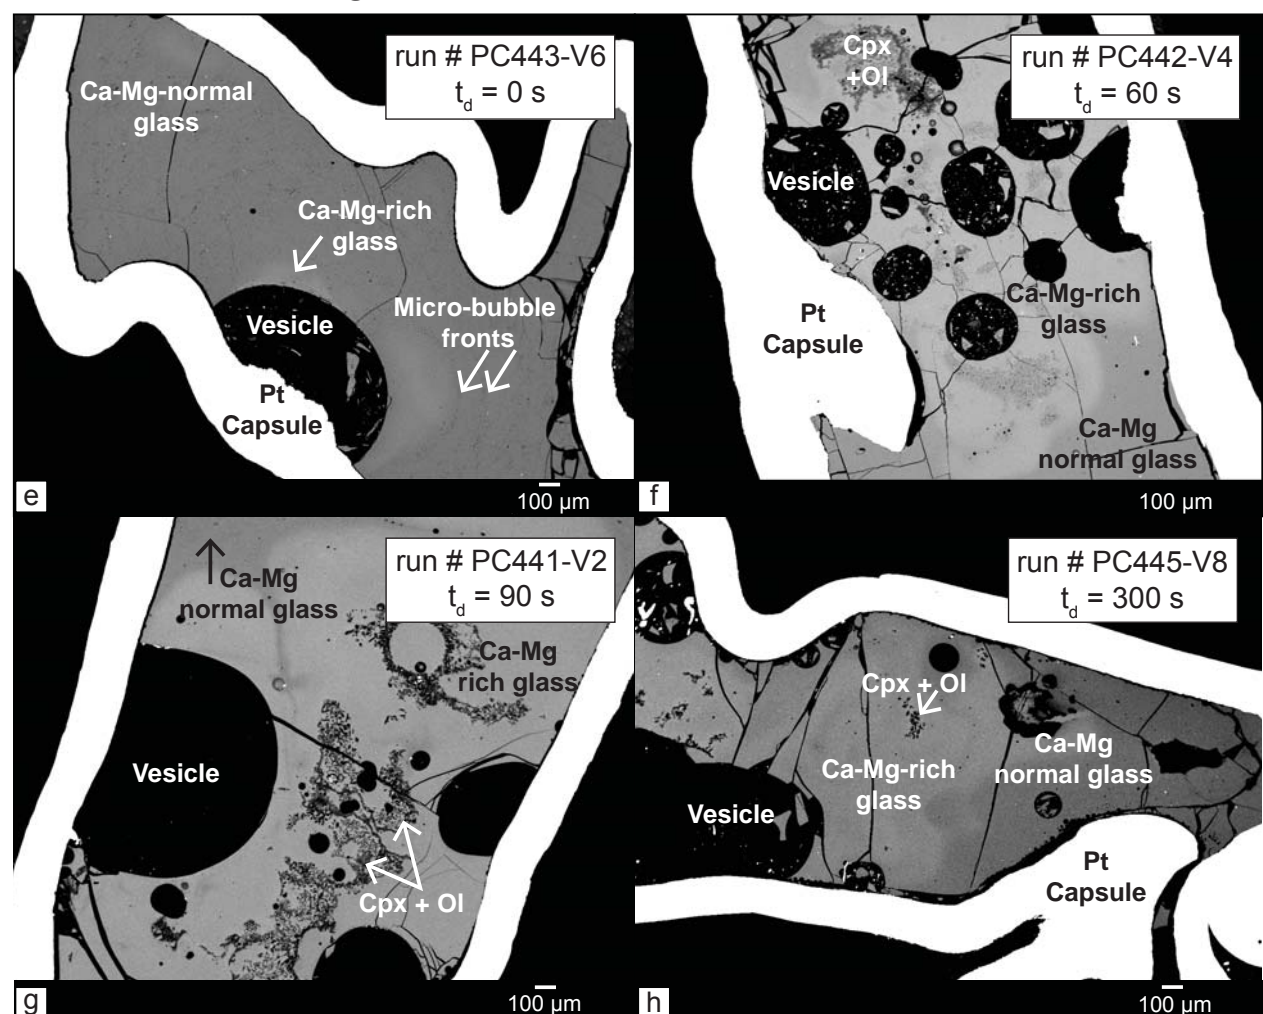 run # PC443-V6
t_d = 0 s
Ca-Mg-normal
glass
Ca-Mg-rich
glass
Micro-bubble
fronts
Vesicle
Pt
Capsule
e
100 µm
run # PC442-V4
t_d = 60 s
Cpx
+Ol
Vesicle
Ca-Mg-rich
glass
Pt
Capsule
Ca-Mg
normal glass
f
100 µm
run # PC441-V2
t_d = 90 s
Ca-Mg
normal glass
Ca-Mg
rich glass
Vesicle
Cpx + Ol
g
100 µm
run # PC445-V8
t_d = 300 s
Cpx + Ol
Ca-Mg
normal glass
Ca-Mg-rich
glass
Vesicle
Pt
Capsule
h
100 µm